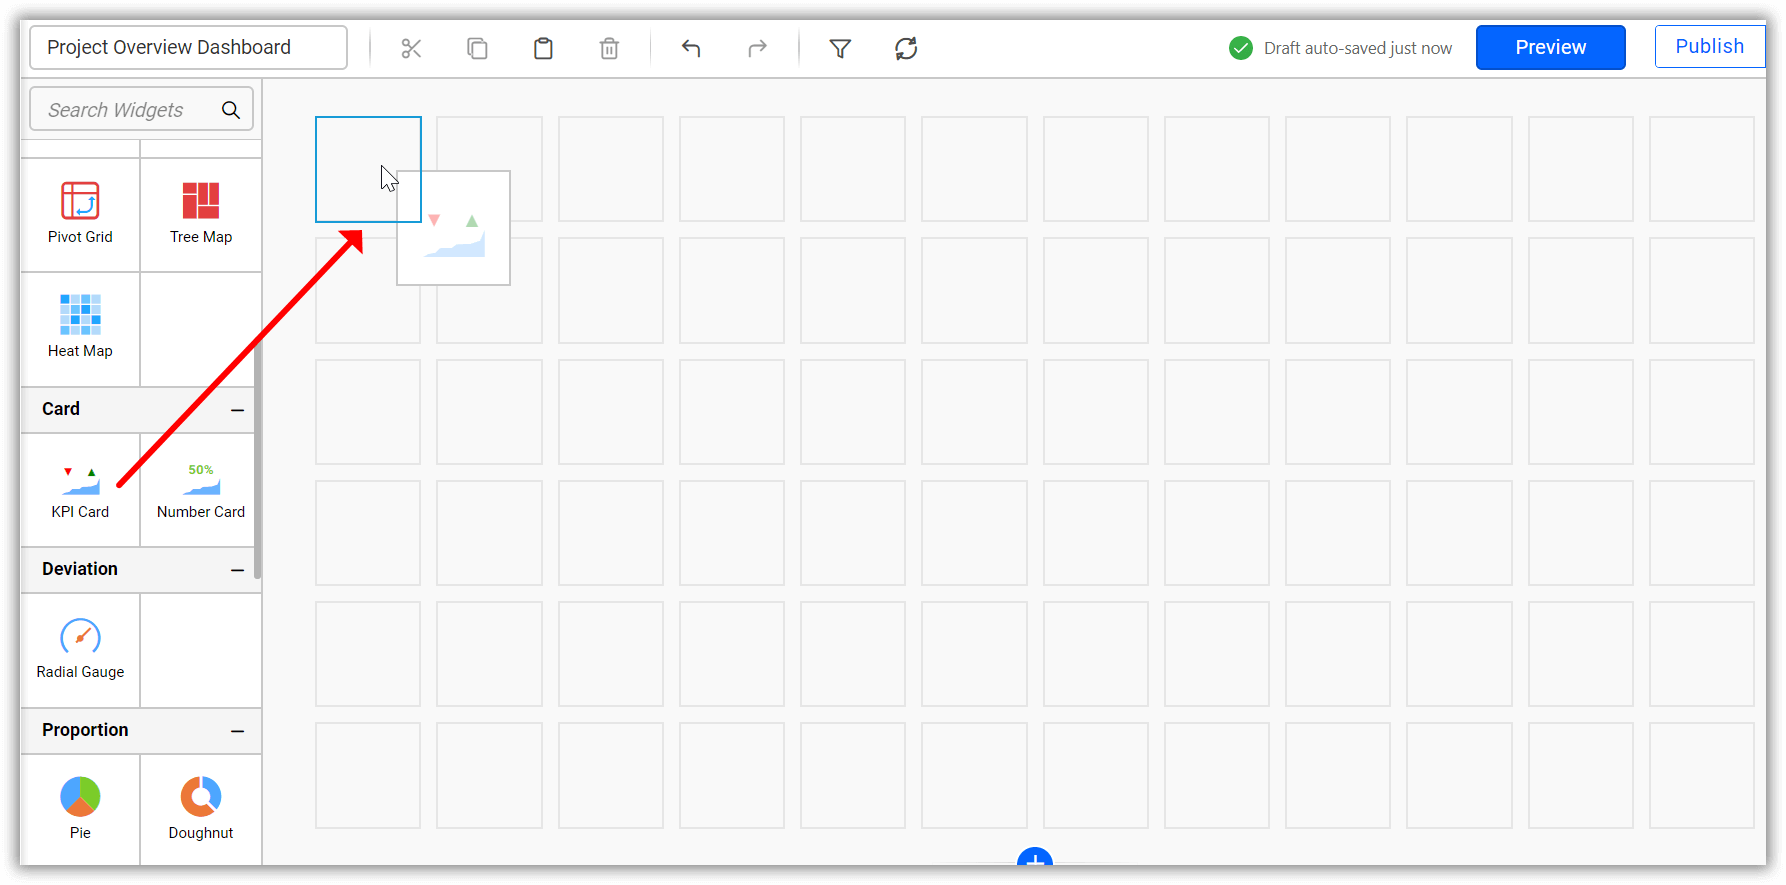 Project Overview Dashboard
Draft auto-saved just now
Preview
Publish
Search Widgets
Pivot Grid
Tree Map
Heat Map
Card
50%
KPI Card
Number Card
Deviation
Radial Gauge
Proportion
Pie
Doughnut